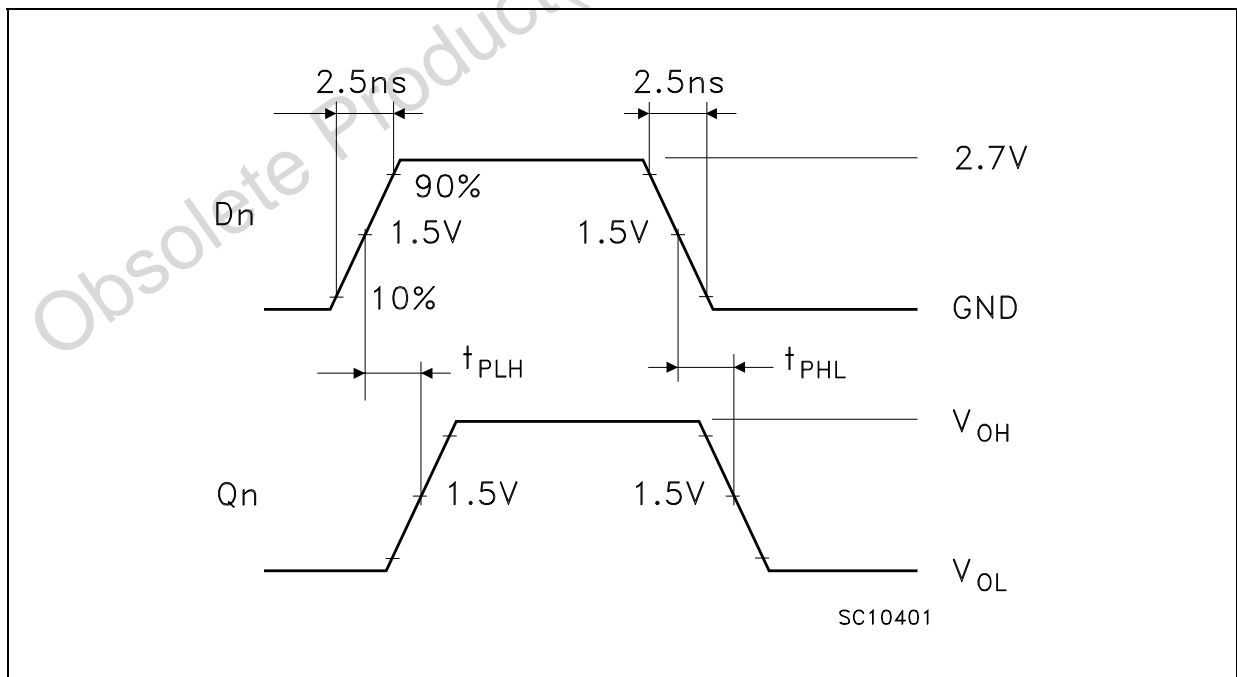 Obsolete Product(
2.5ns 2.5ns
2.7V
90%
Dn
1.5V 1.5V
10%
GND
tPLH tPHL
VOH
Qn
1.5V 1.5V
VOL
SC10401